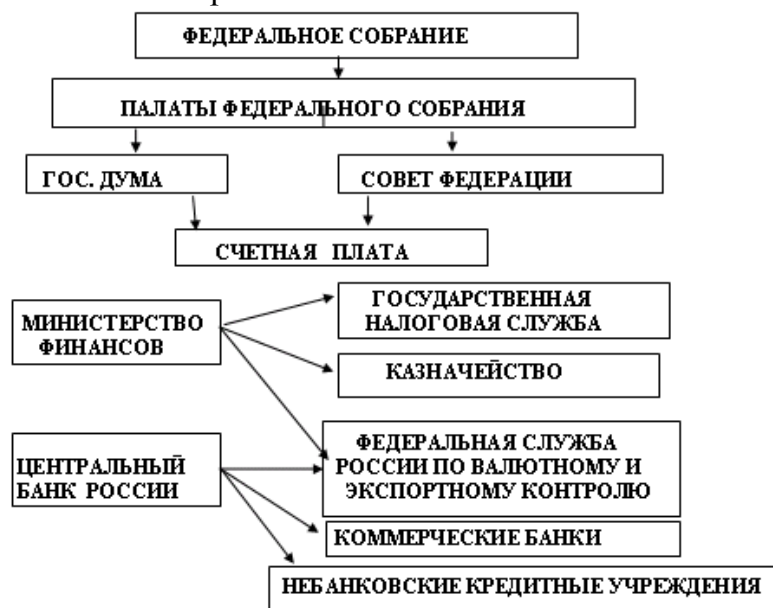 ФЕДЕРАЛЬНОЕ СОБРАНИЕ
ПАЛАТЫ ФЕДЕРАЛЬНОГО СОБРАНИЯ
ГОС. ДУМА
СОВЕТ ФЕДЕРАЦИИ
СЧЕТНАЯ ПЛАТА
МИНИСТЕРСТВО
ФИНАНСОВ
ГОСУДАРСТВЕННАЯ
НАЛОГОВАЯ СЛУЖБА
КАЗНАЧЕЙСТВО
ЦЕНТРАЛЬНЫЙ
БАНК РОССИИ
ФЕДЕРАЛЬНАЯ СЛУЖБА
РОССИИ ПО ВАЛЮТНОМУ И
ЭКСПОРТНОМУ КОНТРОЛЮ
КОММЕРЧЕСКИЕ БАНКИ
НЕБАНКОВСКИЕ КРЕДИТНЫЕ УЧРЕЖДЕНИЯ